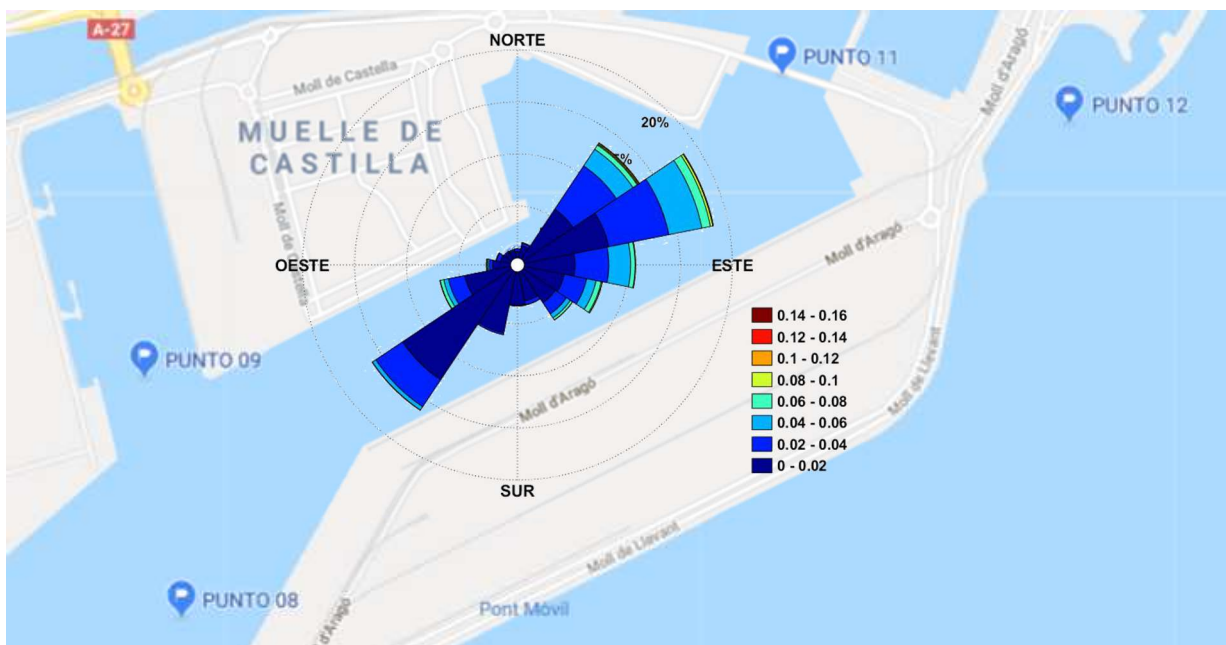 A-27
NORTE
PUNTO 11
Moll d'Aragó
Moll de Castella
PUNTO 12
MUELLE DE
CASTILLA
20%
Moll de Castella
Moll d'Aragó
OESTE
ESTE
0.14 - 0.16
0.12 - 0.14
0.1 - 0.12
0.08 - 0.1
0.06 - 0.08
0.04 - 0.06
0.02 - 0.04
0 - 0.02
PUNTO 09
Moll d'Aragó
Moll de Llevant
SUR
Moll de Llevant
PUNTO 08
Pont Móvil
d'Aragó